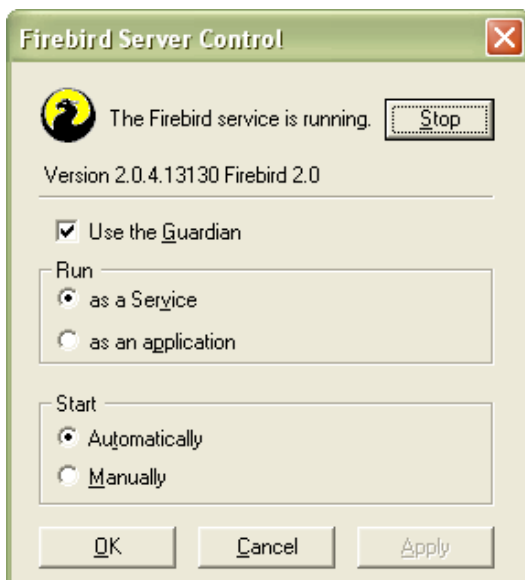 Firebird Server Control
The Firebird service is running. Stop
Version 2.0.4.13130 Firebird 2.0
Use the Guardian
Run
as a Service
as an application
Start
Automatically
Manually
OK Cancel Apply